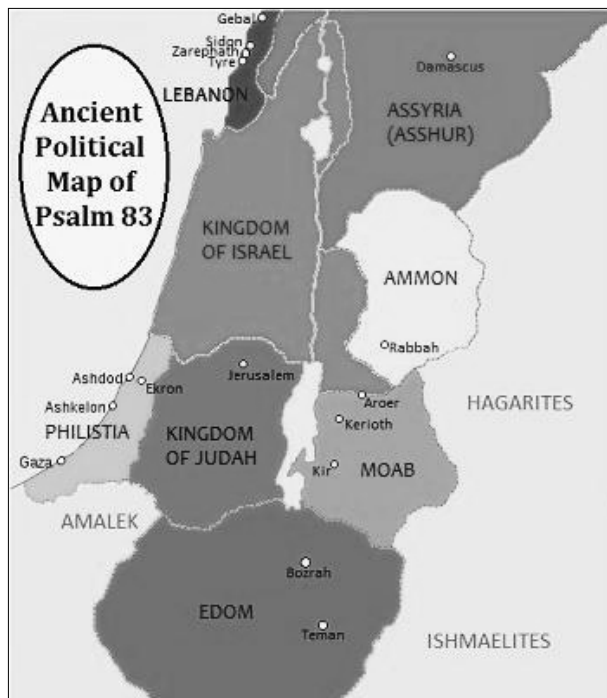 Gebal
Sidon
Zarephath
Tyre
Damascus
LEBANON
ASSYRIA
(ASSHUR)
Ancient
Political
Map of
Psalm 83
KINGDOM
OF ISRAEL
AMMON
Rabbah
Ashdod
Ekron
Jerusalem
Ashkelon
Aroer
HAGARITES
Kerioth
PHILISTIA
KINGDOM
OF JUDAH
Gaza
Kir
MOAB
AMALEK
Bozrah
EDOM
Teman
ISHMAELITES